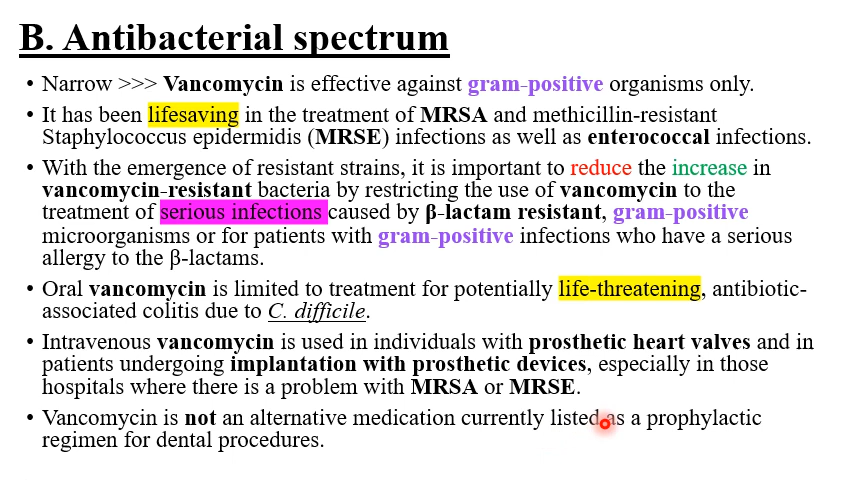 B. Antibacterial spectrum
• Narrow >>> Vancomycin is effective against gram-positive organisms only.
• It has been lifesaving in the treatment of MRSA and methicillin-resistant
Staphylococcus epidermidis (MRSE) infections as well as enterococcal infections.
• With the emergence of resistant strains, it is important to reduce the increase in
vancomycin-resistant bacteria by restricting the use of vancomycin to the
treatment of serious infections caused by β-lactam resistant, gram-positive
microorganisms or for patients with gram-positive infections who have a serious
allergy to the β-lactams.
• Oral vancomycin is limited to treatment for potentially life-threatening, antibiotic-
associated colitis due to C. difficile.
• Intravenous vancomycin is used in individuals with prosthetic heart valves and in
patients undergoing implantation with prosthetic devices, especially in those
hospitals where there is a problem with MRSA or MRSE.
• Vancomycin is not an alternative medication currently listed as a prophylactic
regimen for dental procedures.